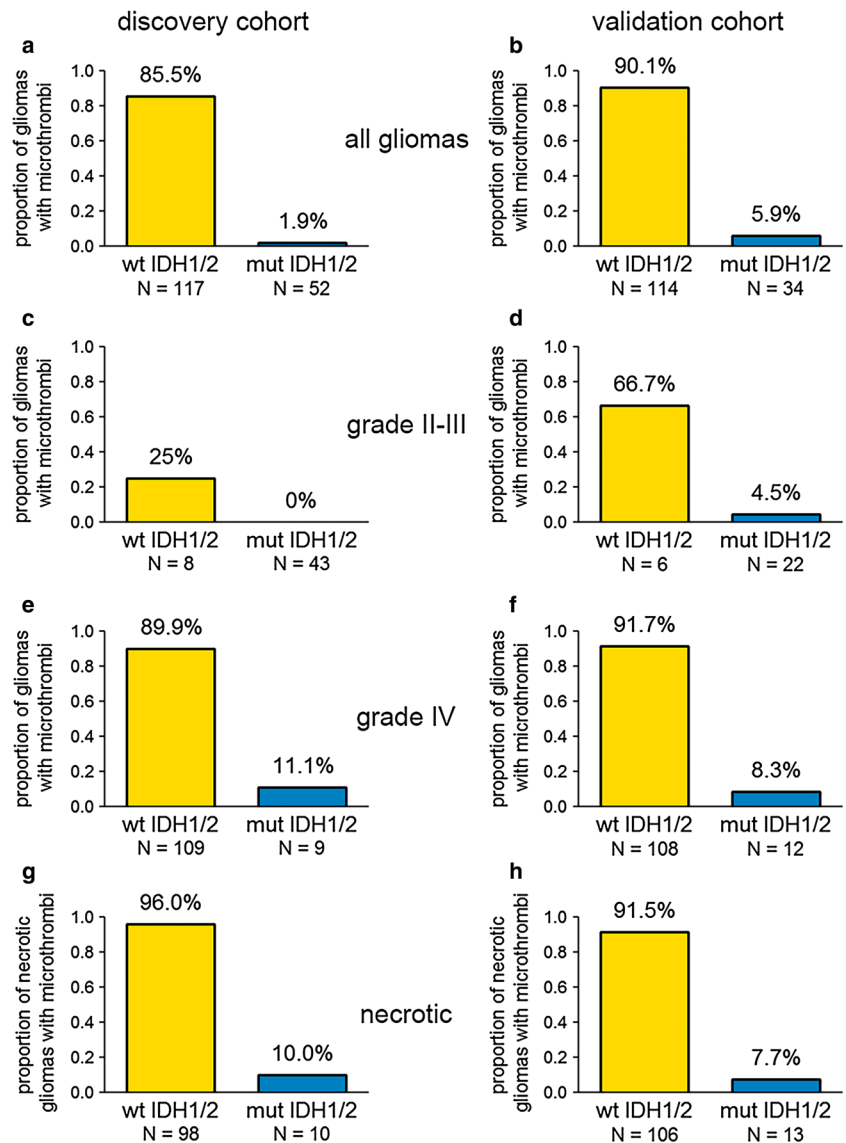 discovery cohort
validation cohort
a
proportion of gliomas
with microthrombi
1.0
0.8
0.6
0.4
0.2
0.0
85.5%
1.9%
wt IDH1/2
mut IDH1/2
N = 117
N = 52
all gliomas
b
proportion of gliomas
with microthrombi
1.0
0.8
0.6
0.4
0.2
0.0
90.1%
5.9%
wt IDH1/2
mut IDH1/2
N = 114
N = 34
c
proportion of gliomas
with microthrombi
1.0
0.8
0.6
0.4
0.2
0.0
25%
0%
wt IDH1/2
mut IDH1/2
N = 8
N = 43
grade II-III
d
proportion of gliomas
with microthrombi
1.0
0.8
0.6
0.4
0.2
0.0
66.7%
4.5%
wt IDH1/2
mut IDH1/2
N = 6
N = 22
e
proportion of gliomas
with microthrombi
1.0
0.8
0.6
0.4
0.2
0.0
89.9%
11.1%
wt IDH1/2
mut IDH1/2
N = 109
N = 9
grade IV
f
proportion of gliomas
with microthrombi
1.0
0.8
0.6
0.4
0.2
0.0
91.7%
8.3%
wt IDH1/2
mut IDH1/2
N = 108
N = 12
g
proportion of necrotic
gliomas with microthrombi
1.0
0.8
0.6
0.4
0.2
0.0
96.0%
10.0%
wt IDH1/2
mut IDH1/2
N = 98
N = 10
necrotic
h
proportion of necrotic
gliomas with microthrombi
1.0
0.8
0.6
0.4
0.2
0.0
91.5%
7.7%
wt IDH1/2
mut IDH1/2
N = 106
N = 13